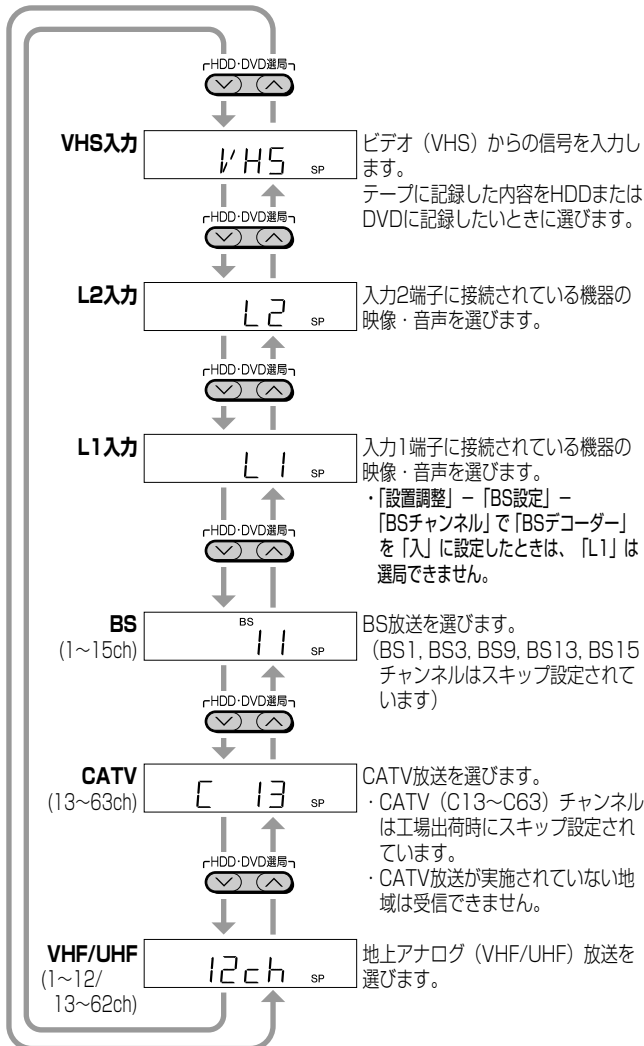 HDD·DVD選局
VHS入力
VHS SP
ビデオ（VHS）からの信号を入力し
ます。
テープに記録した内容をHDDまたは
DVDに記録したいときに選びます。
HDD·DVD選局
L2入力
L2 SP
入力2端子に接続されている機器の
映像・音声を選びます。
HDD·DVD選局
L1入力
L1 SP
入力1端子に接続されている機器の
映像・音声を選びます。
・「設置調整」－「BS設定」－
「BSチャンネル」で「BSデコーダー」
を「入」に設定したときは、「L1」は
選局できません。
HDD·DVD選局
BS
(1~15ch)
BS
11 SP
BS放送を選びます。
（BS1, BS3, BS9, BS13, BS15
チャンネルはスキップ設定されて
います）
HDD·DVD選局
CATV
(13~63ch)
C 13 SP
CATV放送を選びます。
・CATV（C13~C63）チャンネル
は工場出荷時にスキップ設定され
ています。
・CATV放送が実施されていない地
域は受信できません。
HDD·DVD選局
VHF/UHF
(1~12/
13~62ch)
12ch SP
地上アナログ（VHF/UHF）放送を
選びます。